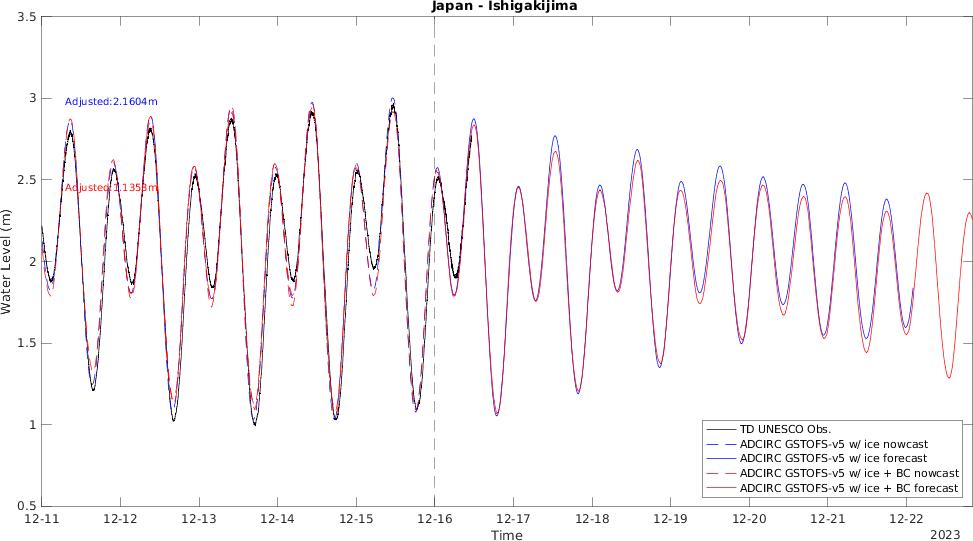 Japan - Ishigakijima
3.5
3
2.5
2
1.5
1
0.5
Water Level (m)
Adjusted:2.1604m
Adjusted:1.1353m
TD UNESCO Obs.
ADCIRC GSTOFS-v5 w/ ice nowcast
ADCIRC GSTOFS-v5 w/ ice forecast
ADCIRC GSTOFS-v5 w/ ice + BC nowcast
ADCIRC GSTOFS-v5 w/ ice + BC forecast
12-11 12-12 12-13 12-14 12-15 12-16 12-17 12-18 12-19 12-20 12-21 12-22
Time
2023